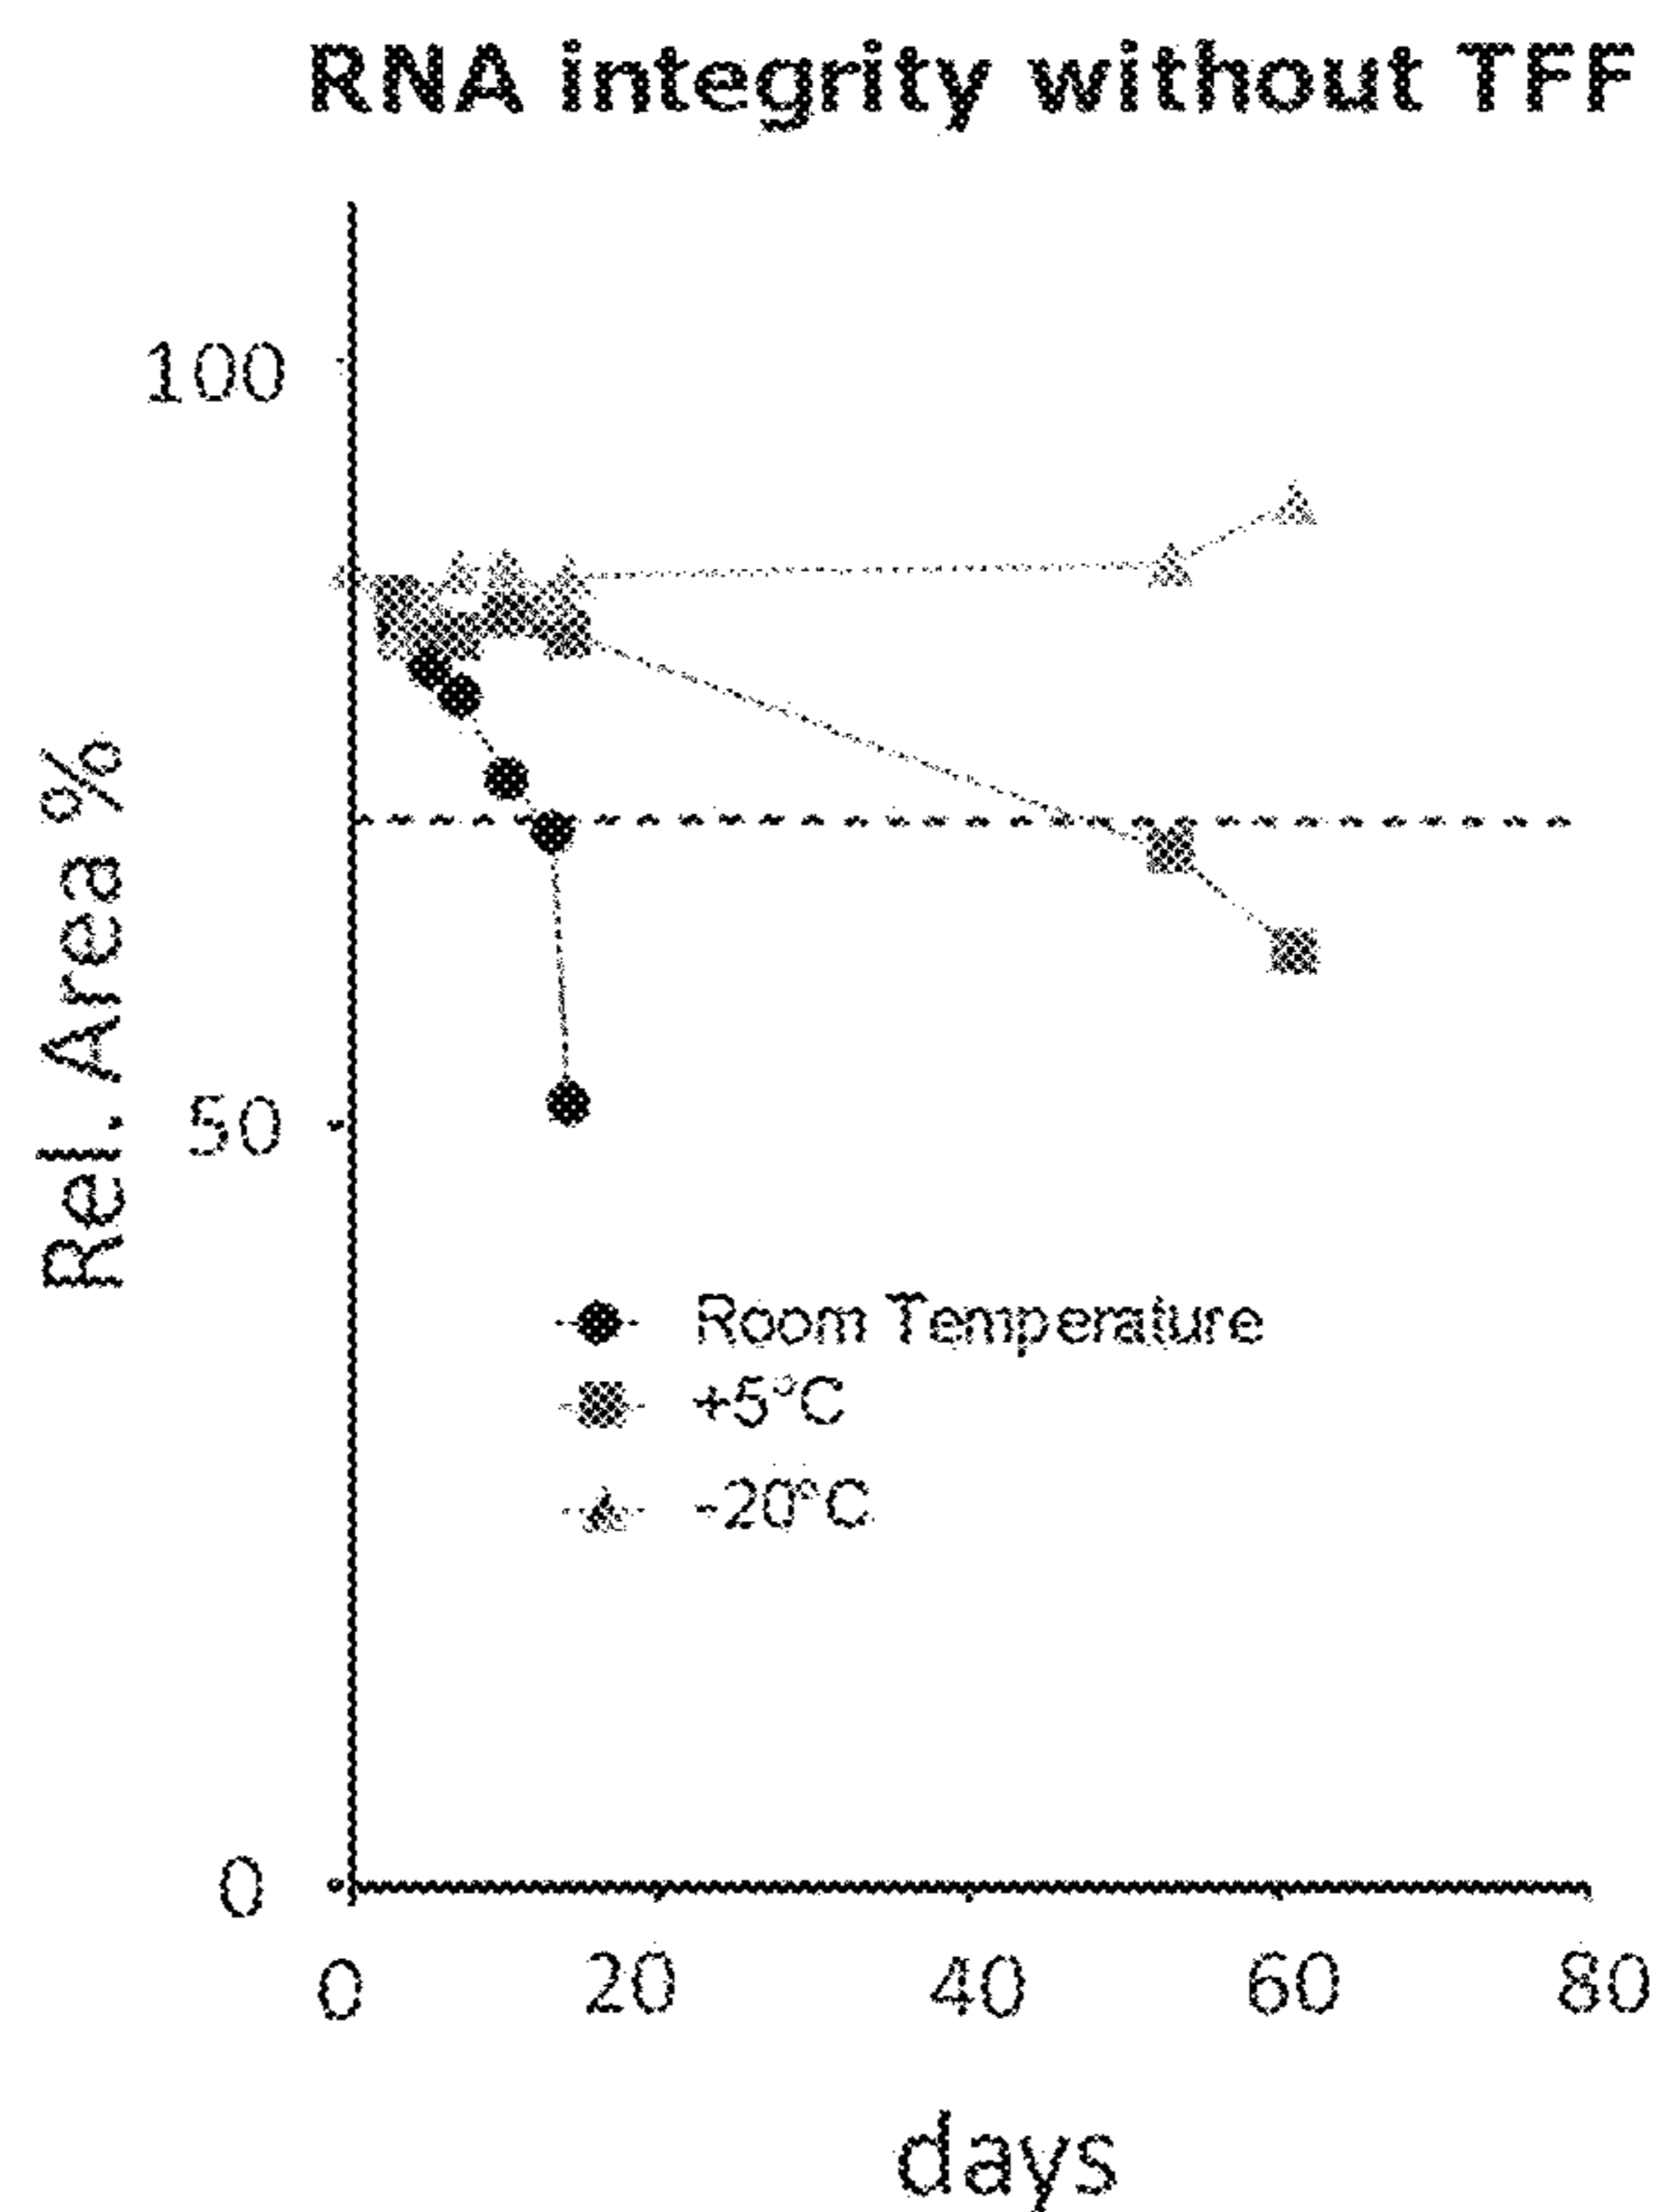 RNA integrity without TFF
100
50
0
Rel. Area %
Room Temperature
+5°C
-20°C
0 20 40 60 80
days